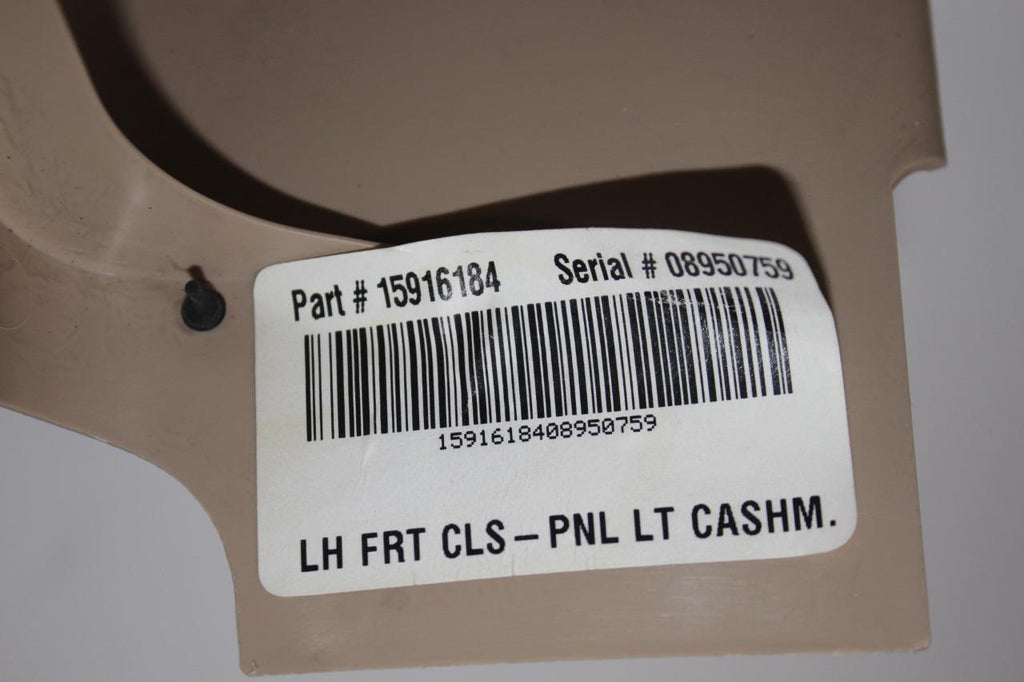 Part # 15916184 Serial # 08950759
1591618408950759
LH FRT CLS – PNL LT CASHM.